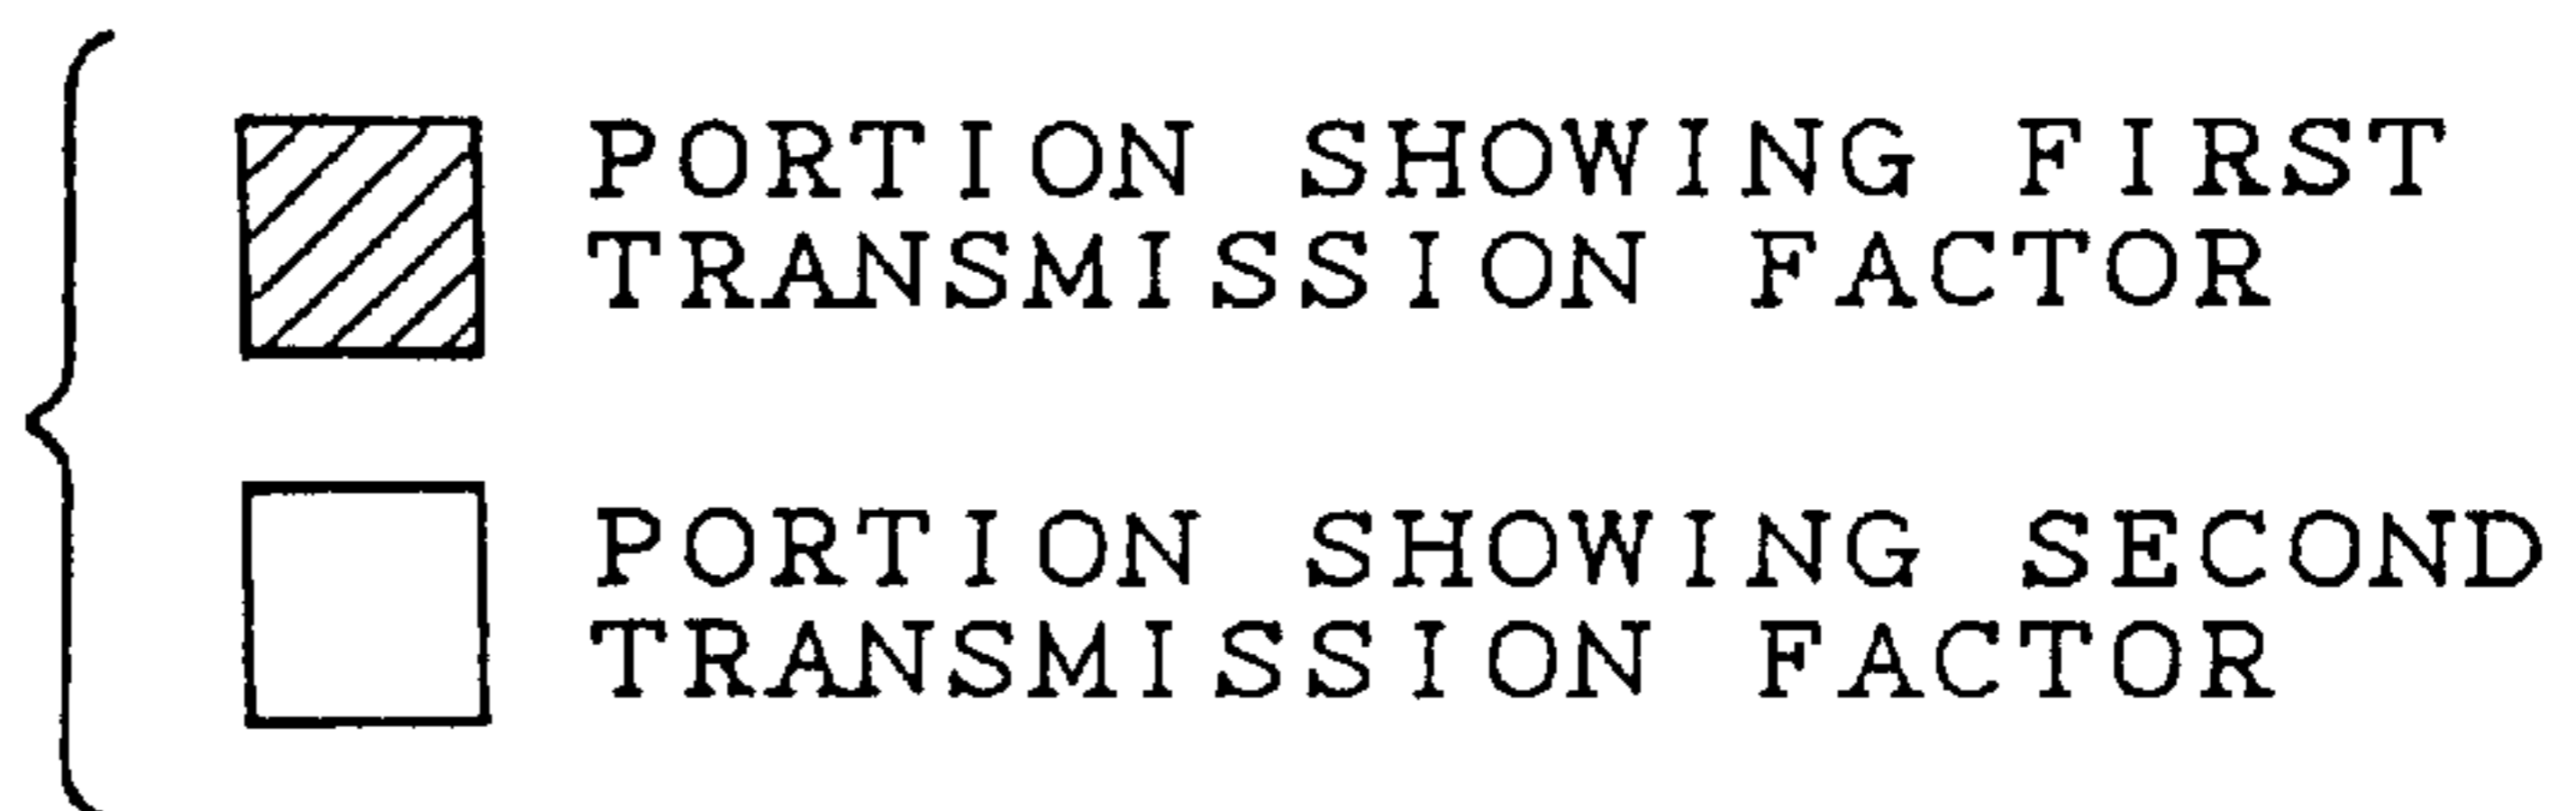 PORTION SHOWING FIRST
TRANSMISSION FACTOR
PORTION SHOWING SECOND
TRANSMISSION FACTOR